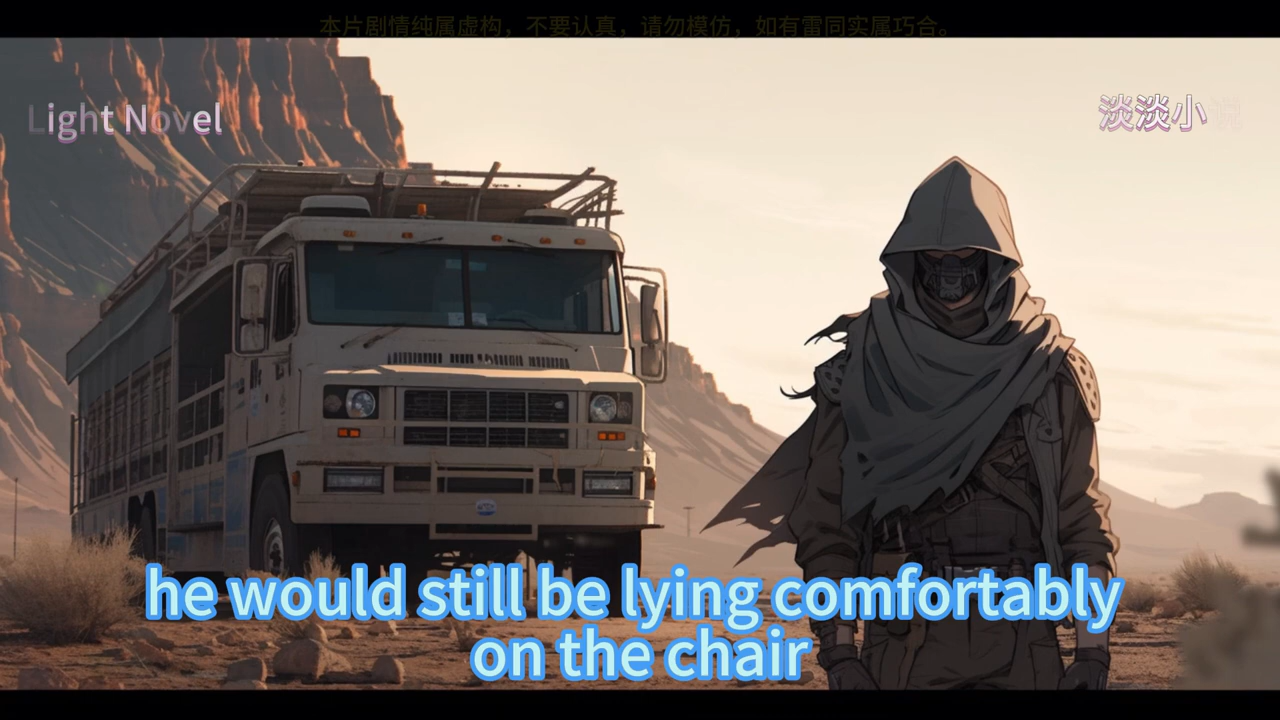 本片剧情纯属虚构，不要认真，请勿模仿，如有雷同实属巧合。
Light Novel
淡淡小说
he would still be lying comfortably
on the chair